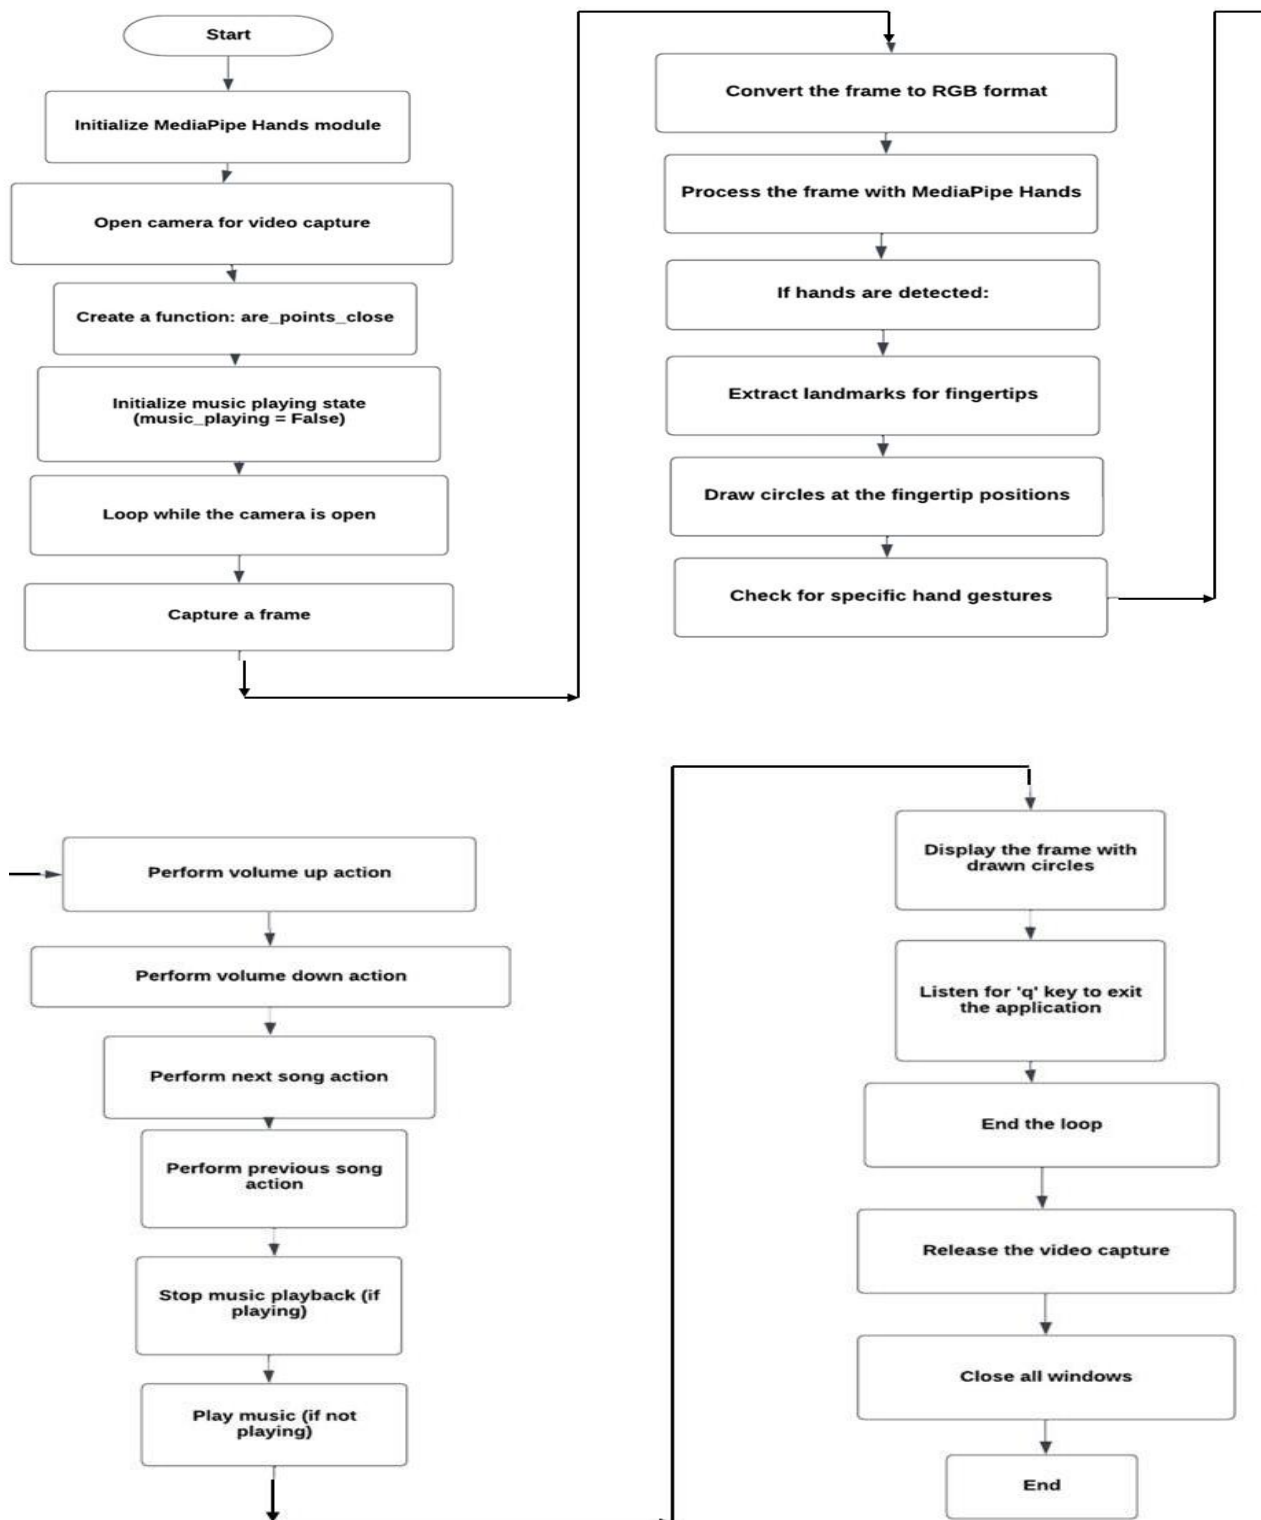 Start
Initialize MediaPipe Hands module
Open camera for video capture
Create a function: are_points_close
Initialize music playing state
(music_playing = False)
Loop while the camera is open
Capture a frame
Convert the frame to RGB format
Process the frame with MediaPipe Hands
If hands are detected:
Extract landmarks for fingertips
Draw circles at the fingertip positions
Check for specific hand gestures
Perform volume up action
Perform volume down action
Perform next song action
Perform previous song
action
Stop music playback (if
playing)
Play music (if not
playing)
Display the frame with
drawn circles
Listen for 'q' key to exit
the application
End the loop
Release the video capture
Close all windows
End